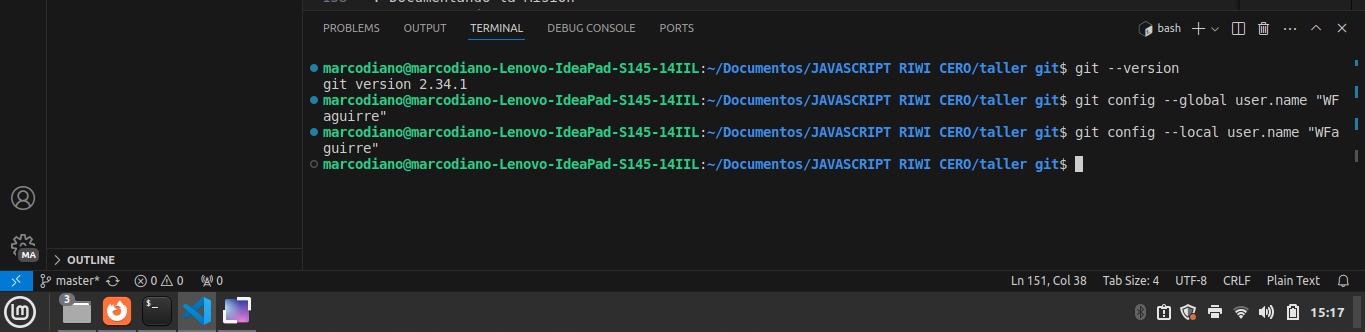 PROBLEMS OUTPUT TERMINAL DEBUG CONSOLE PORTS bash
marcodiano@marcodiano-Lenovo-IdeaPad-S145-14IIL:~/Documentos/JAVASCRIPT RIWI CERO/taller git$ git --version
git version 2.34.1
marcodiano@marcodiano-Lenovo-IdeaPad-S145-14IIL:~/Documentos/JAVASCRIPT RIWI CERO/taller git$ git config --global user.name "WF
aguirre"
marcodiano@marcodiano-Lenovo-IdeaPad-S145-14IIL:~/Documentos/JAVASCRIPT RIWI CERO/taller git$ git config --local user.name "WFa
guirre"
marcodiano@marcodiano-Lenovo-IdeaPad-S145-14IIL:~/Documentos/JAVASCRIPT RIWI CERO/taller git$
MA
OUTLINE
master* 0 0 0 Ln 151, Col 38 Tab Size: 4 UTF-8 CRLF Plain Text
3 $_ 15:17